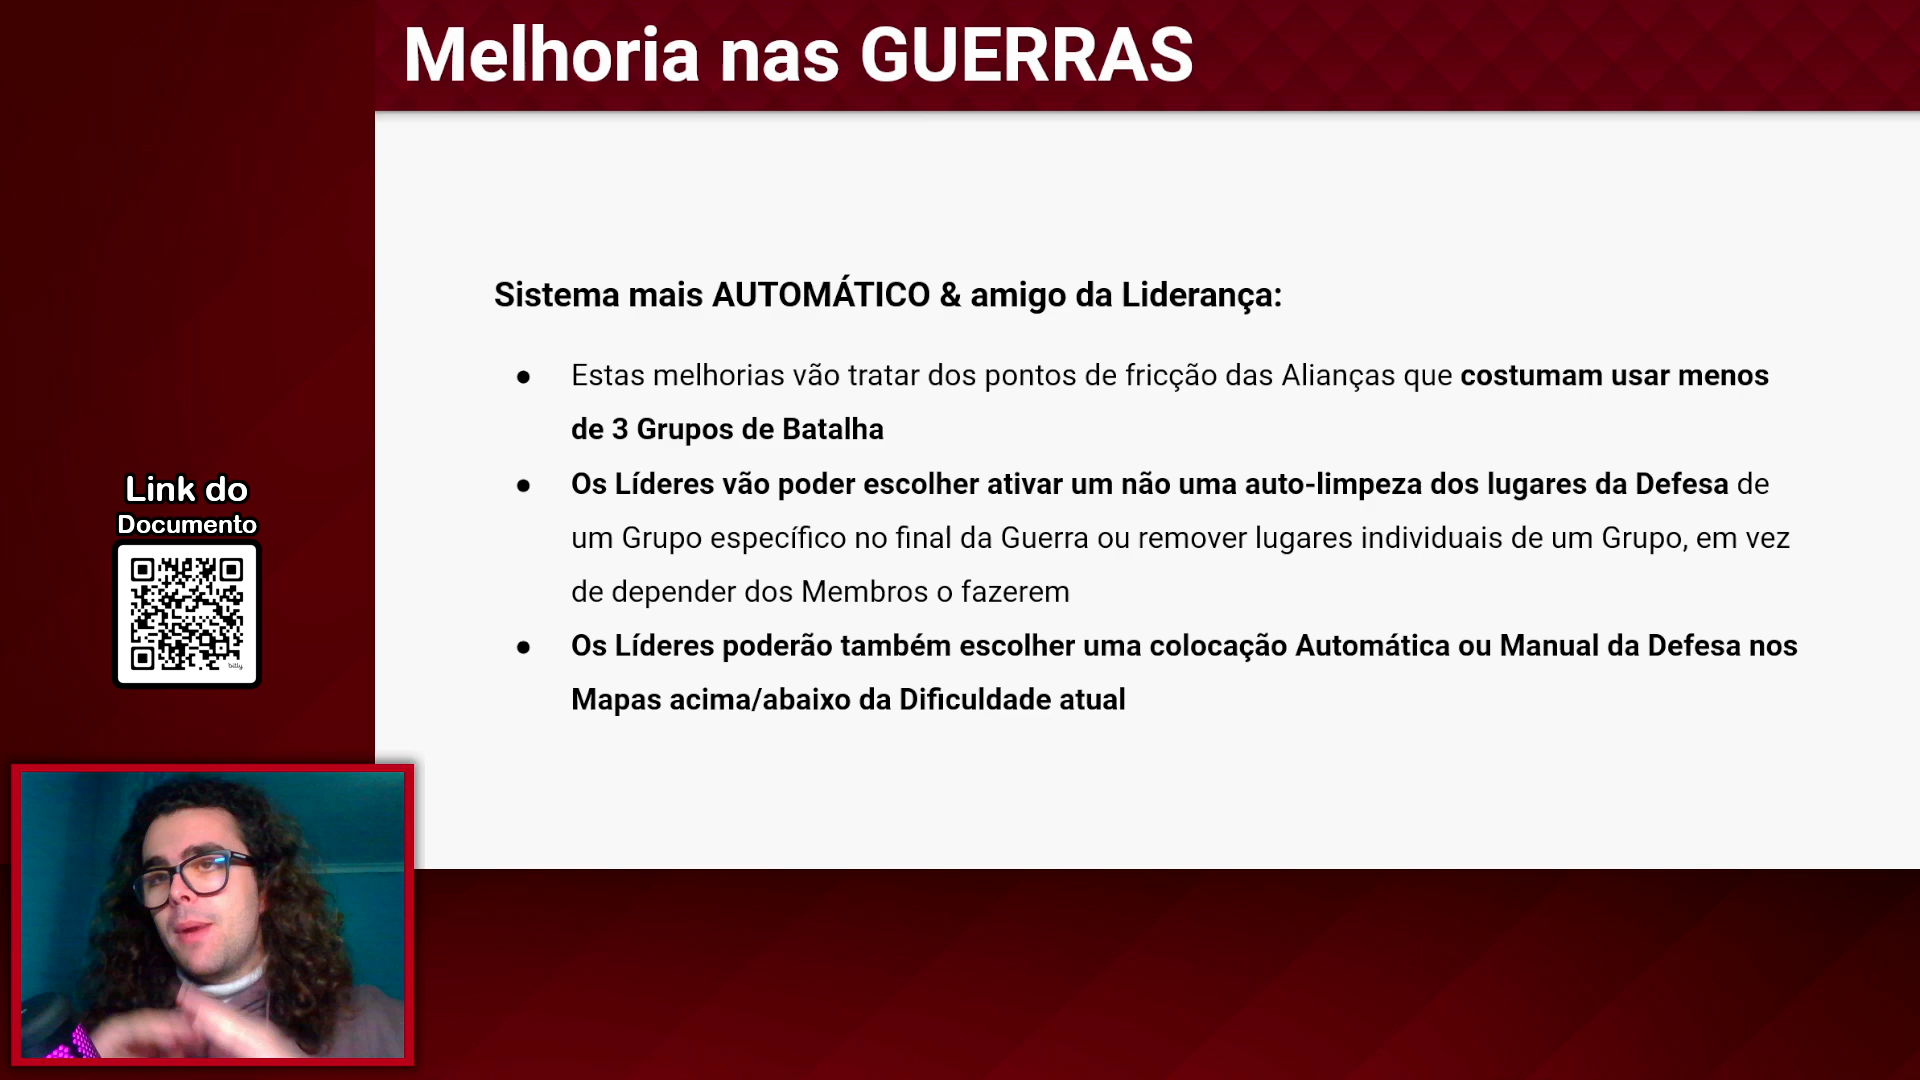 Melhoria nas GUERRAS
Sistema mais AUTOMÁTICO & amigo da Liderança:
● Estas melhorias vão tratar dos pontos de fricção das Alianças que costumam usar menos
de 3 Grupos de Batalha
● Os Líderes vão poder escolher ativar um não uma auto-limpeza dos lugares da Defesa de
um Grupo específico no final da Guerra ou remover lugares individuais de um Grupo, em vez
de depender dos Membros o fazerem
● Os Líderes poderão também escolher uma colocação Automática ou Manual da Defesa nos
Mapas acima/abaixo da Dificuldade atual
Link do
Documento
bitly